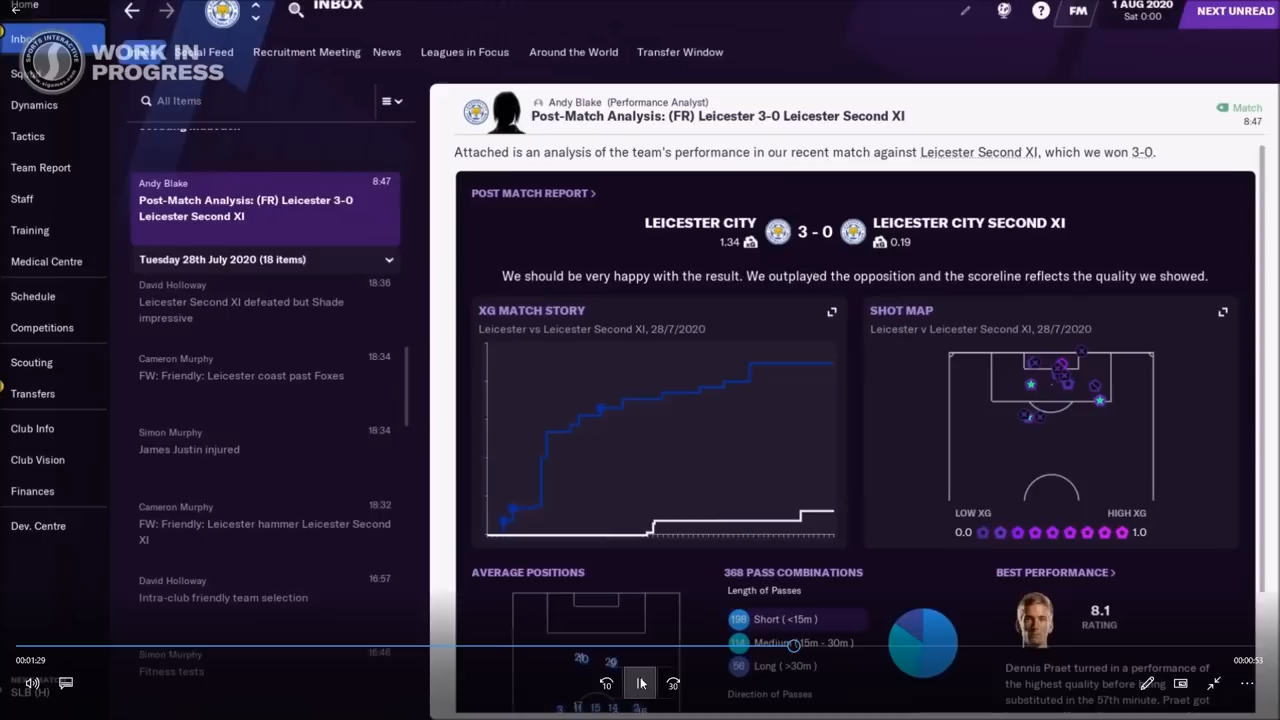 Home
INBOX
1 AUG 2020
Sat 0:00
FM
NEXT UNREAD
WORK IN
PROGRESS
Social Feed
Recruitment Meeting
News
Leagues in Focus
Around the World
Transfer Window
Dynamics
Tactics
Team Report
Staff
Training
Medical Centre
Schedule
Competitions
Scouting
Transfers
Club Info
Club Vision
Finances
Dev. Centre
SLB (H)
All Items
Andy Blake
8:47
Post-Match Analysis: (FR) Leicester 3-0
Leicester Second XI
Tuesday 28th July 2020 (18 items)
David Holloway
18:36
Leicester Second XI defeated but Shade
impressive
Cameron Murphy
18:34
FW: Friendly: Leicester coast past Foxes
Simon Murphy
18:34
James Justin injured
Cameron Murphy
18:32
FW: Friendly: Leicester hammer Leicester Second
XI
David Holloway
16:57
Intra-club friendly team selection
Simon Murphy
16:46
Fitness tests
Andy Blake (Performance Analyst)
Post-Match Analysis: (FR) Leicester 3-0 Leicester Second XI
Match
8:47
Attached is an analysis of the team's performance in our recent match against Leicester Second XI, which we won 3-0.
POST MATCH REPORT >
LEICESTER CITY
1.34
3 - 0
LEICESTER CITY SECOND XI
0.19
We should be very happy with the result. We outplayed the opposition and the scoreline reflects the quality we showed.
XG MATCH STORY
Leicester vs Leicester Second XI, 28/7/2020
SHOT MAP
Leicester v Leicester Second XI, 28/7/2020
LOW XG
HIGH XG
0.0
1.0
AVERAGE POSITIONS
368 PASS COMBINATIONS
Length of Passes
198 Short ( <15m )
114 Medium ( 15m - 30m )
56 Long ( >30m )
Direction of Passes
BEST PERFORMANCE >
8.1
RATING
Dennis Praet turned in a performance of
the highest quality before being
substituted in the 57th minute. Praet got
00:01:29
00:00:53
10
30